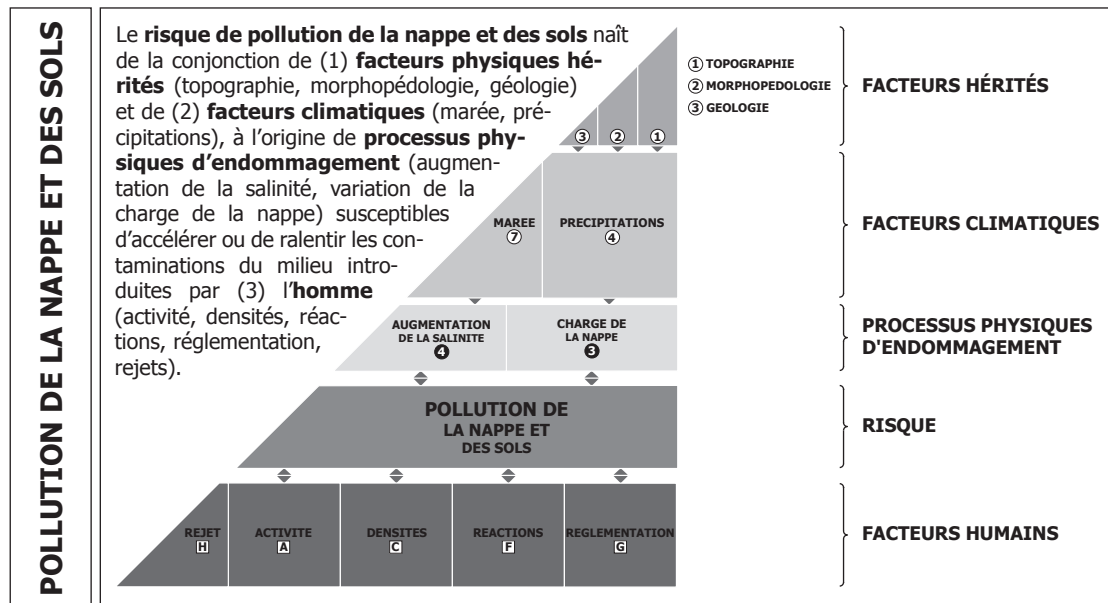 POLLUTION DE LA NAPPE ET DES SOLS
Le risque de pollution de la nappe et des sols naît
de la conjonction de (1) facteurs physiques hé-
rités (topographie, morphopédologie, géologie)
et de (2) facteurs climatiques (marée, pré-
cipitations), à l'origine de processus phy-
siques d'endommagement (augmen-
tation de la salinité, variation de la
charge de la nappe) susceptibles
d'accélérer ou de ralentir les con-
taminations du milieu intro-
duites par (3) l'homme
(activité, densités, réac-
tions, réglementation,
rejets).
① TOPOGRAPHIE
② MORPHOPEDOLOGIE
③ GEOLOGIE
③ ② ①
FACTEURS HÉRITÉS
MAREE
⑦
PRECIPITATIONS
④
FACTEURS CLIMATIQUES
AUGMENTATION
DE LA SALINITE
❹
CHARGE DE
LA NAPPE
❸
PROCESSUS PHYSIQUES
D'ENDOMMAGEMENT
POLLUTION DE
LA NAPPE ET
DES SOLS
RISQUE
REJET
H
ACTIVITE
A
DENSITES
C
REACTIONS
F
REGLEMENTATION
G
FACTEURS HUMAINS